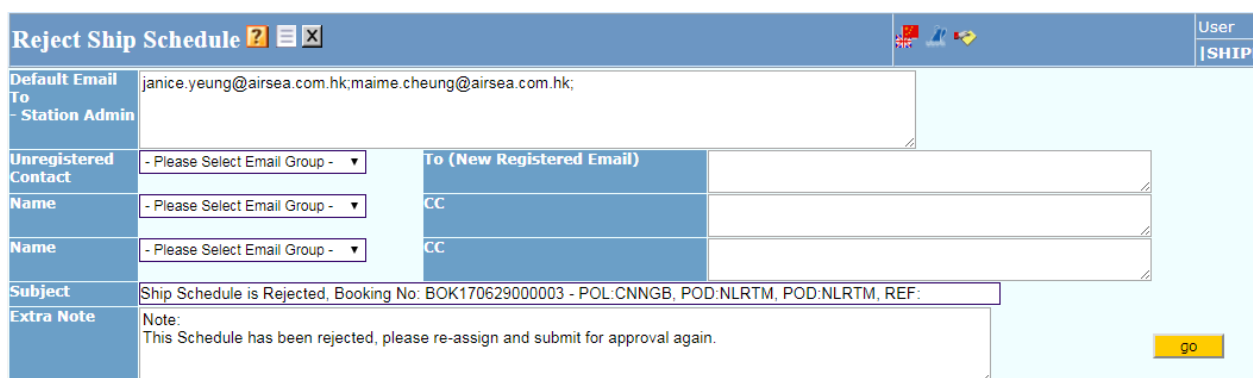 Reject Ship Schedule ?
User
|SHIP
Default Email
To
- Station Admin
janice.yeung@airsea.com.hk;maime.cheung@airsea.com.hk;
Unregistered
Contact
- Please Select Email Group -
To (New Registered Email)
Name
- Please Select Email Group -
CC
Name
- Please Select Email Group -
CC
Subject
Ship Schedule is Rejected, Booking No: BOK170629000003 - POL:CNNGB, POD:NLRTM, POD:NLRTM, REF:
Extra Note
Note:
This Schedule has been rejected, please re-assign and submit for approval again.
go